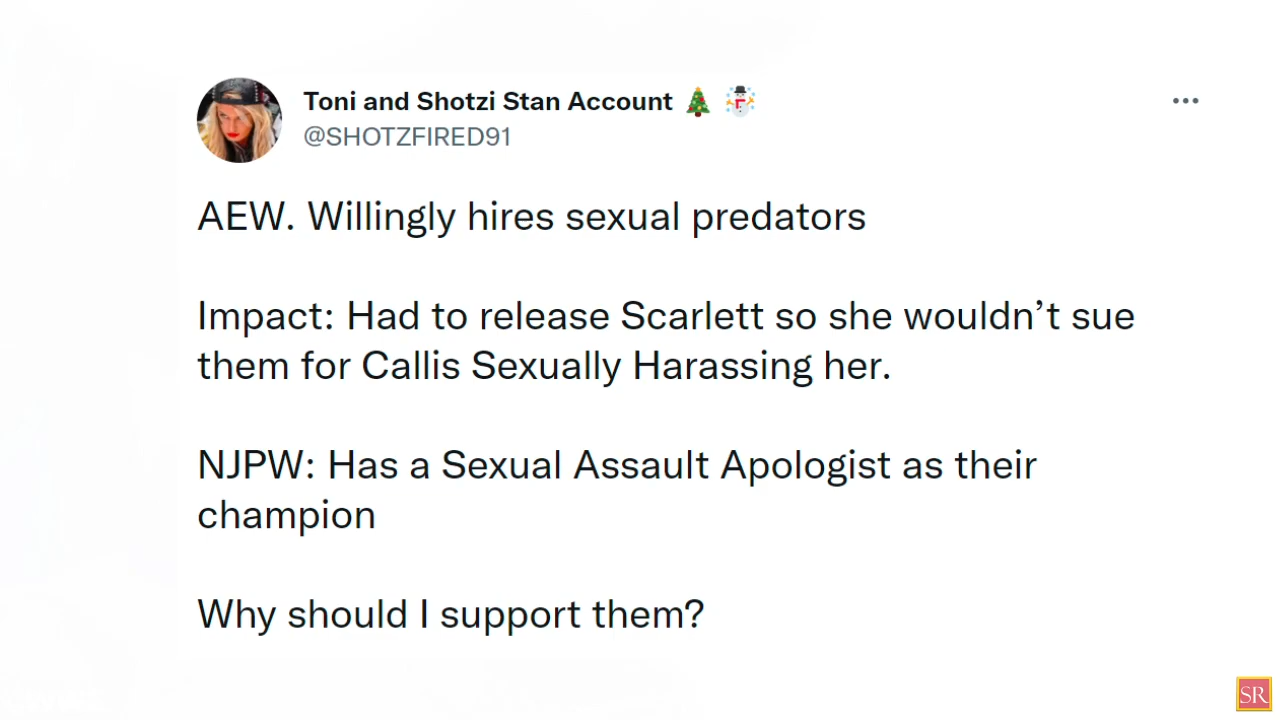 Toni and Shotzi Stan Account 🎄 ☃️
@SHOTZFIRED91
AEW. Willingly hires sexual predators
Impact: Had to release Scarlett so she wouldn’t sue
them for Callis Sexually Harassing her.
NJPW: Has a Sexual Assault Apologist as their
champion
Why should I support them?
SR